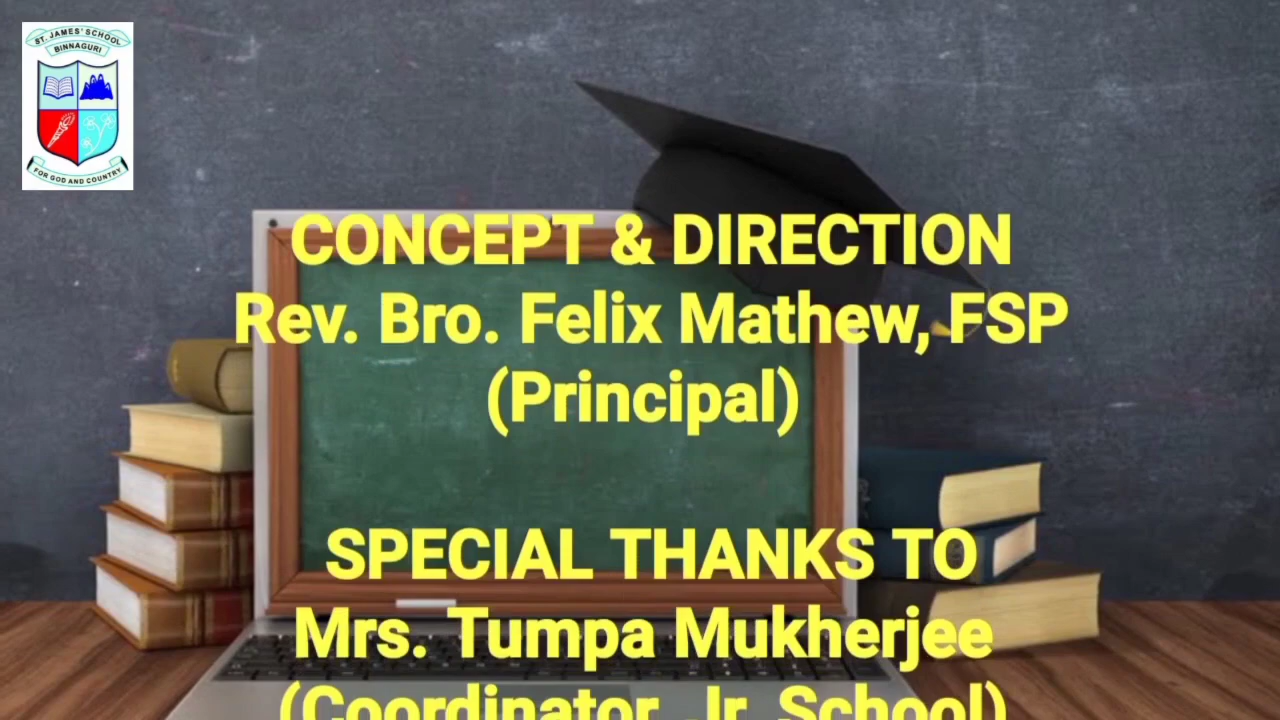 ST. JAMES' SCHOOL
BINNAGURI
FOR GOD AND COUNTRY
CONCEPT & DIRECTION
Rev. Bro. Felix Mathew, FSP
(Principal)
SPECIAL THANKS TO
Mrs. Tumpa Mukherjee
(Coordinator, Jr. School)